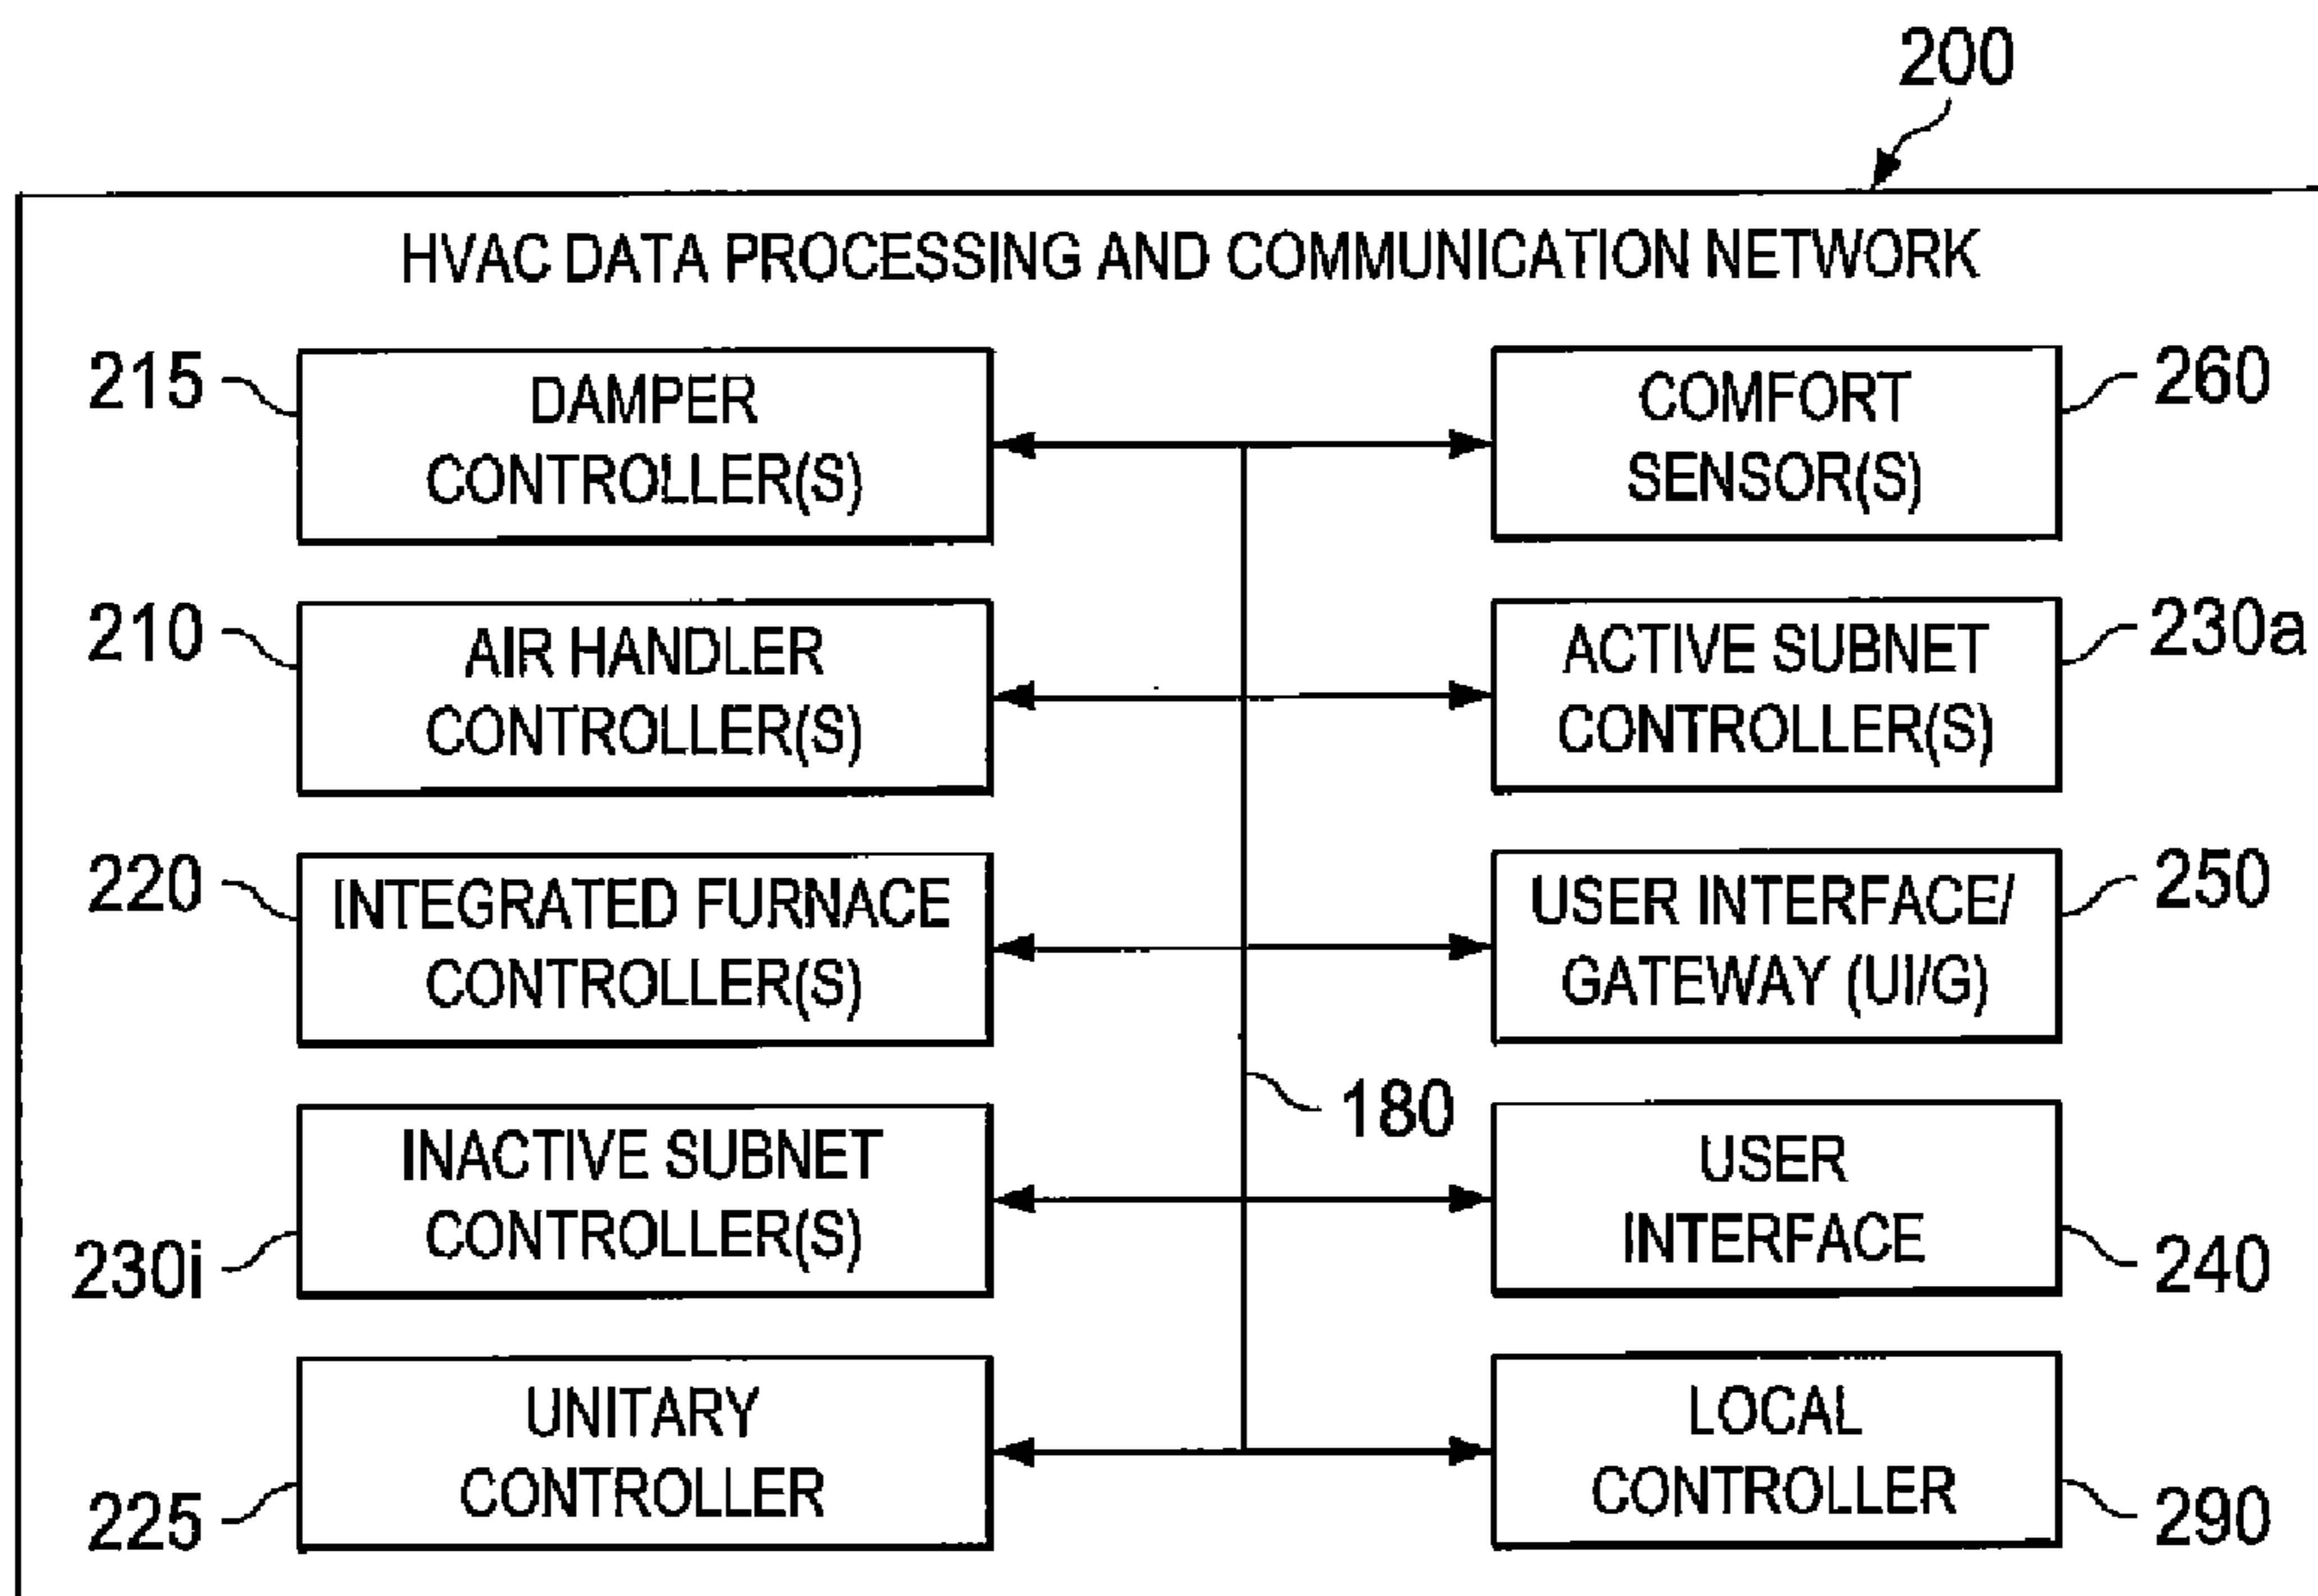 200
HVAC DATA PROCESSING AND COMMUNICATION NETWORK
215
DAMPER
CONTROLLER(S)
COMFORT
SENSOR(S)
260
210
AIR HANDLER
CONTROLLER(S)
ACTIVE SUBNET
CONTROLLER(S)
230a
220
INTEGRATED FURNACE
CONTROLLER(S)
USER INTERFACE/
GATEWAY (UI/G)
250
180
230i
INACTIVE SUBNET
CONTROLLER(S)
USER
INTERFACE
240
225
UNITARY
CONTROLLER
LOCAL
CONTROLLER
290